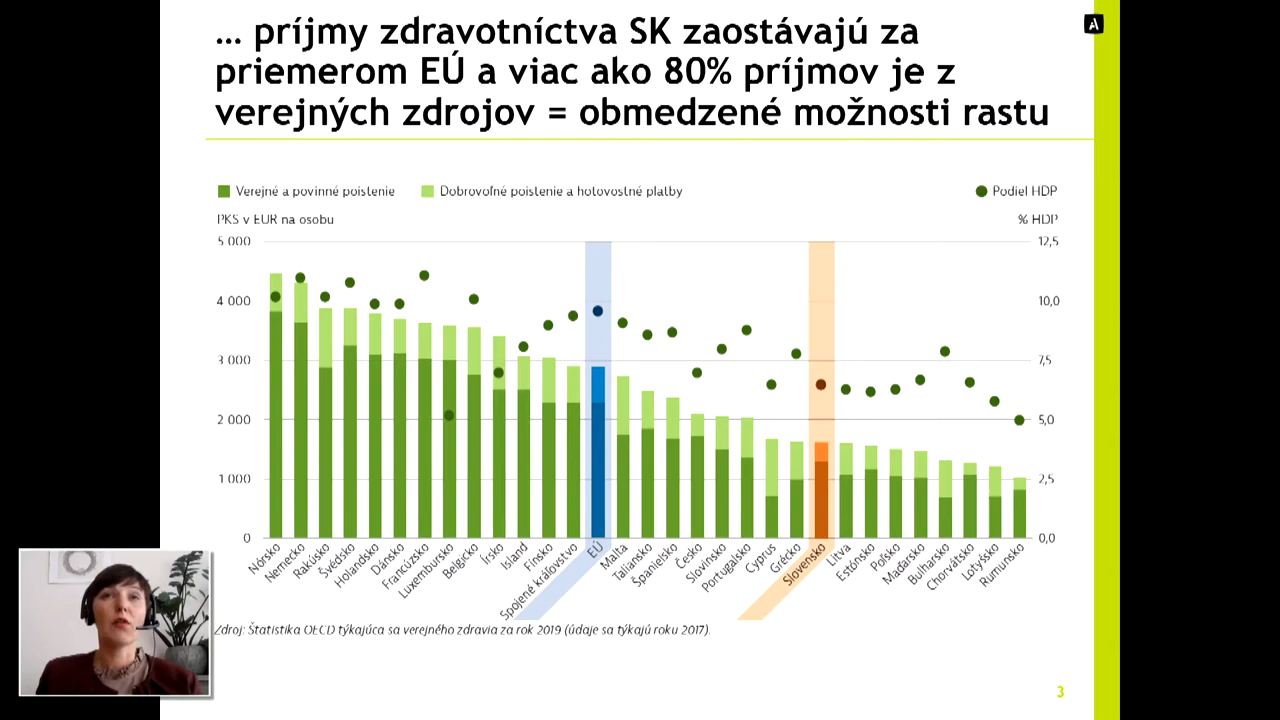 ... príjmy zdravotníctva SK zaostávajú za
priemerom EÚ a viac ako 80% príjmov je z
verejných zdrojov = obmedzené možnosti rastu
A
Verejné a povinné poistenie
Dobrovoľné poistenie a hotovostné platby
Podiel HDP
PKS v EUR na osobu
% HDP
5 000
12,5
4 000
10,0
3 000
7,5
2 000
5,0
1 000
2,5
0
0,0
Nórsko
Nemecko
Rakúsko
Švédsko
Holandsko
Dánsko
Francúzsko
Luxembursko
Belgicko
Írsko
Island
Fínsko
Spojené kráľovstvo
EÚ
Malta
Taliansko
Španielsko
Česko
Slovinsko
Portugalsko
Cyprus
Grécko
Slovensko
Litva
Estónsko
Poľsko
Maďarsko
Bulharsko
Chorvátsko
Lotyšsko
Rumunsko
Zdroj: Štatistika OECD týkajúca sa verejného zdravia za rok 2019 (údaje sa týkajú roku 2017).
3